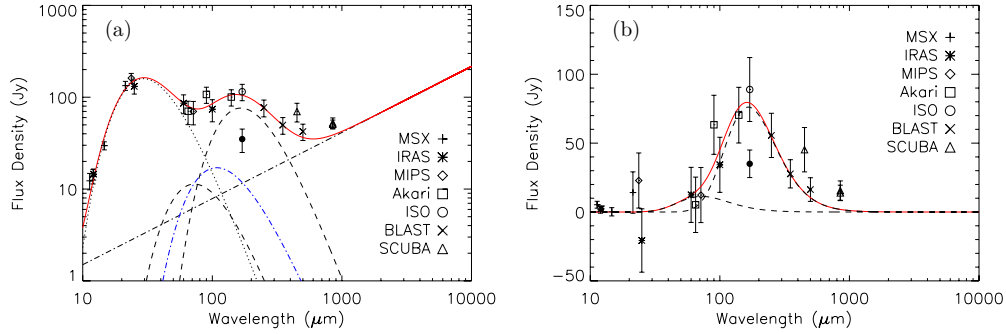 (a)
1000
100
10
1
Flux Density (Jy)
MSX
IRAS
MIPS
Akari
ISO
BLAST
SCUBA
10
100
1000
10000
Wavelength (μm)
(b)
150
100
50
0
−50
Flux Density (Jy)
MSX
IRAS
MIPS
Akari
ISO
BLAST
SCUBA
10
100
1000
10000
Wavelength (μm)